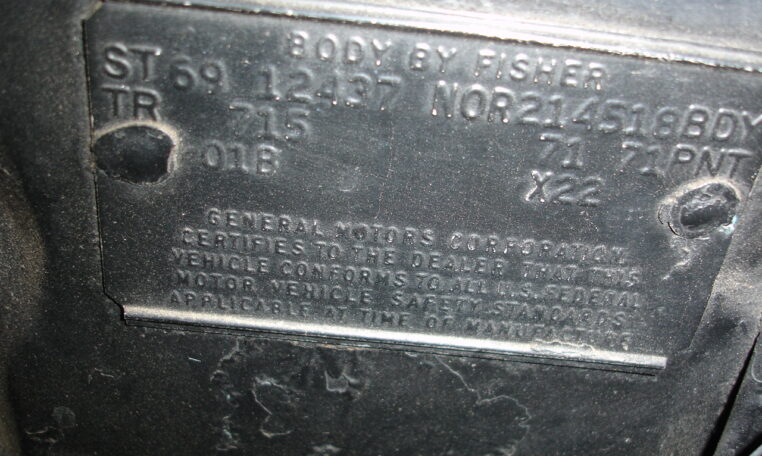 BODY BY FISHER
ST 69 12437 NOR214518BDY
TR 715 71 71PNT
01B X22
GENERAL MOTORS CORPORATION
CERTIFIES TO THE DEALER THAT THIS
VEHICLE CONFORMS TO ALL U.S. FEDERAL
MOTOR VEHICLE SAFETY STANDARDS
APPLICABLE AT TIME OF MANUFACTURE